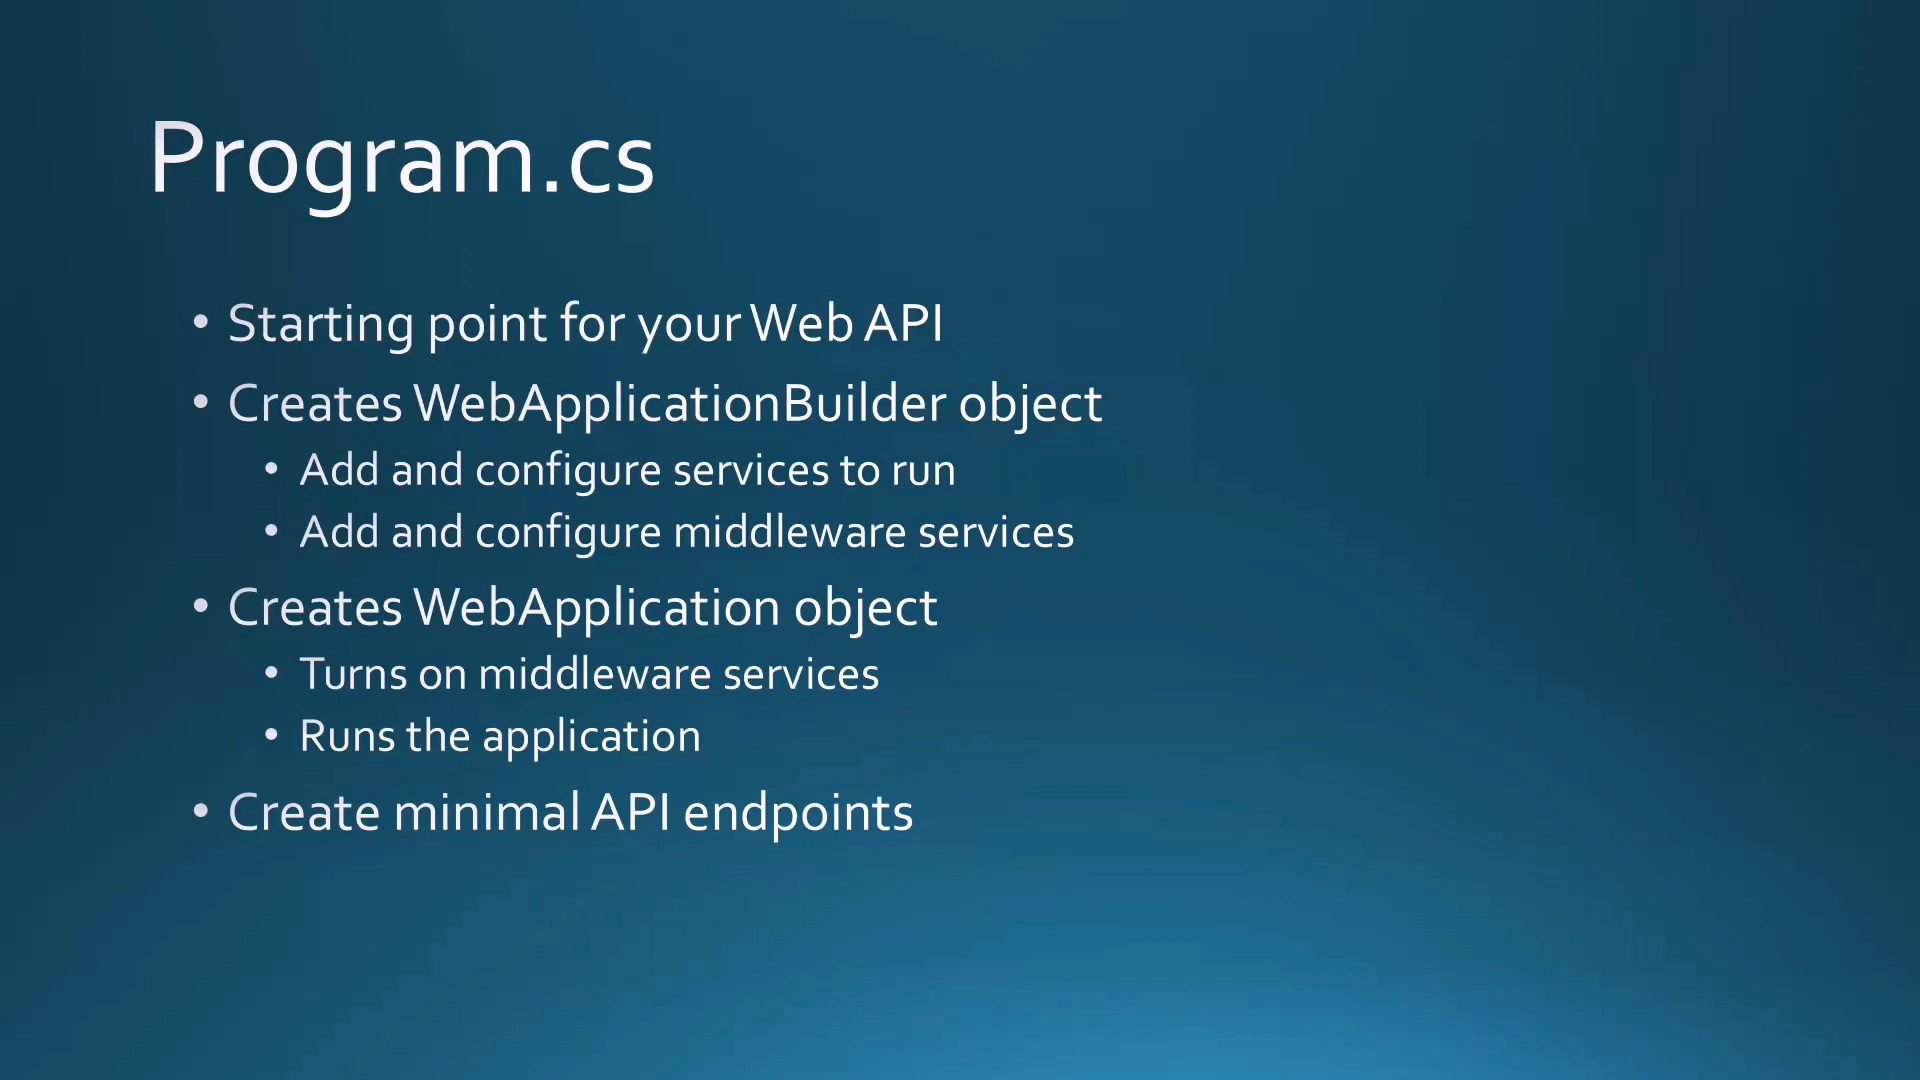 Program.cs
• Starting point for your Web API
• Creates WebApplicationBuilder object
• Add and configure services to run
• Add and configure middleware services
• Creates WebApplication object
• Turns on middleware services
• Runs the application
• Create minimal API endpoints